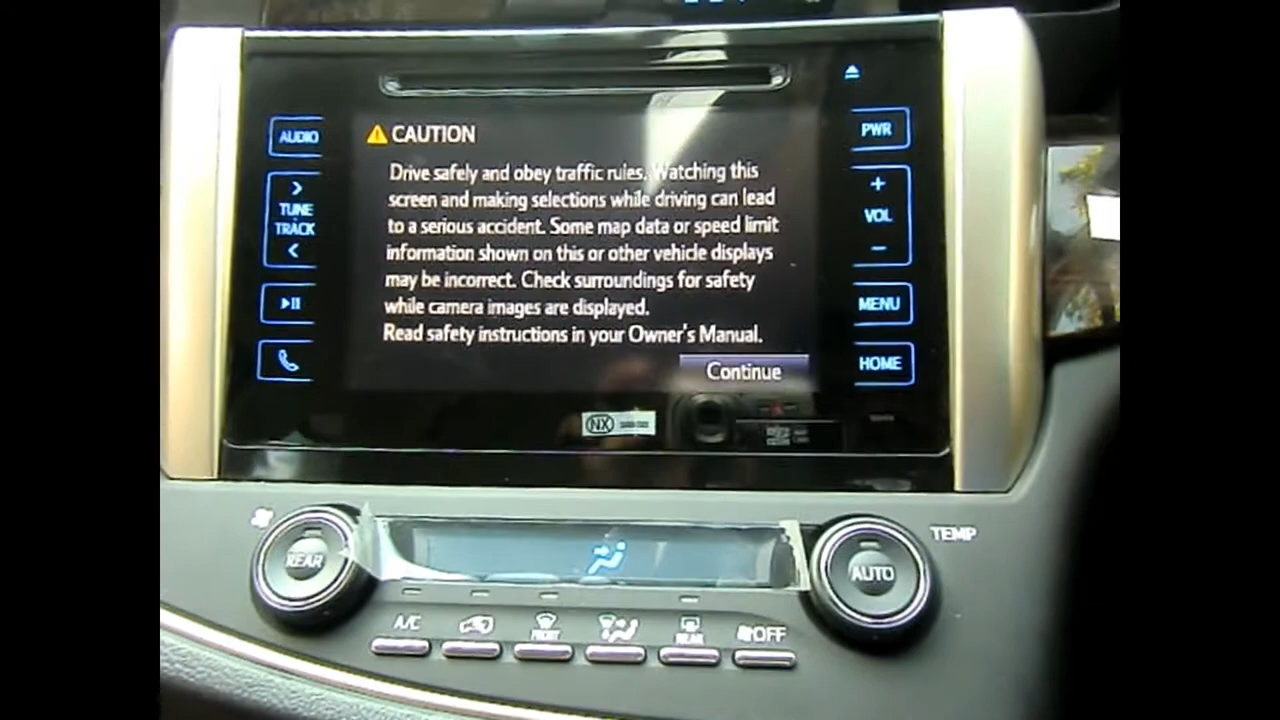 CAUTION
AUDIO
PWR
Drive safely and obey traffic rules. Watching this
screen and making selections while driving can lead
to a serious accident. Some map data or speed limit
information shown on this or other vehicle displays
may be incorrect. Check surroundings for safety
while camera images are displayed.
Read safety instructions in your Owner's Manual.
TUNE
TRACK
+
VOL
-
MENU
HOME
Continue
NX
TEMP
REAR
AUTO
A/C
FRONT
REAR
OFF